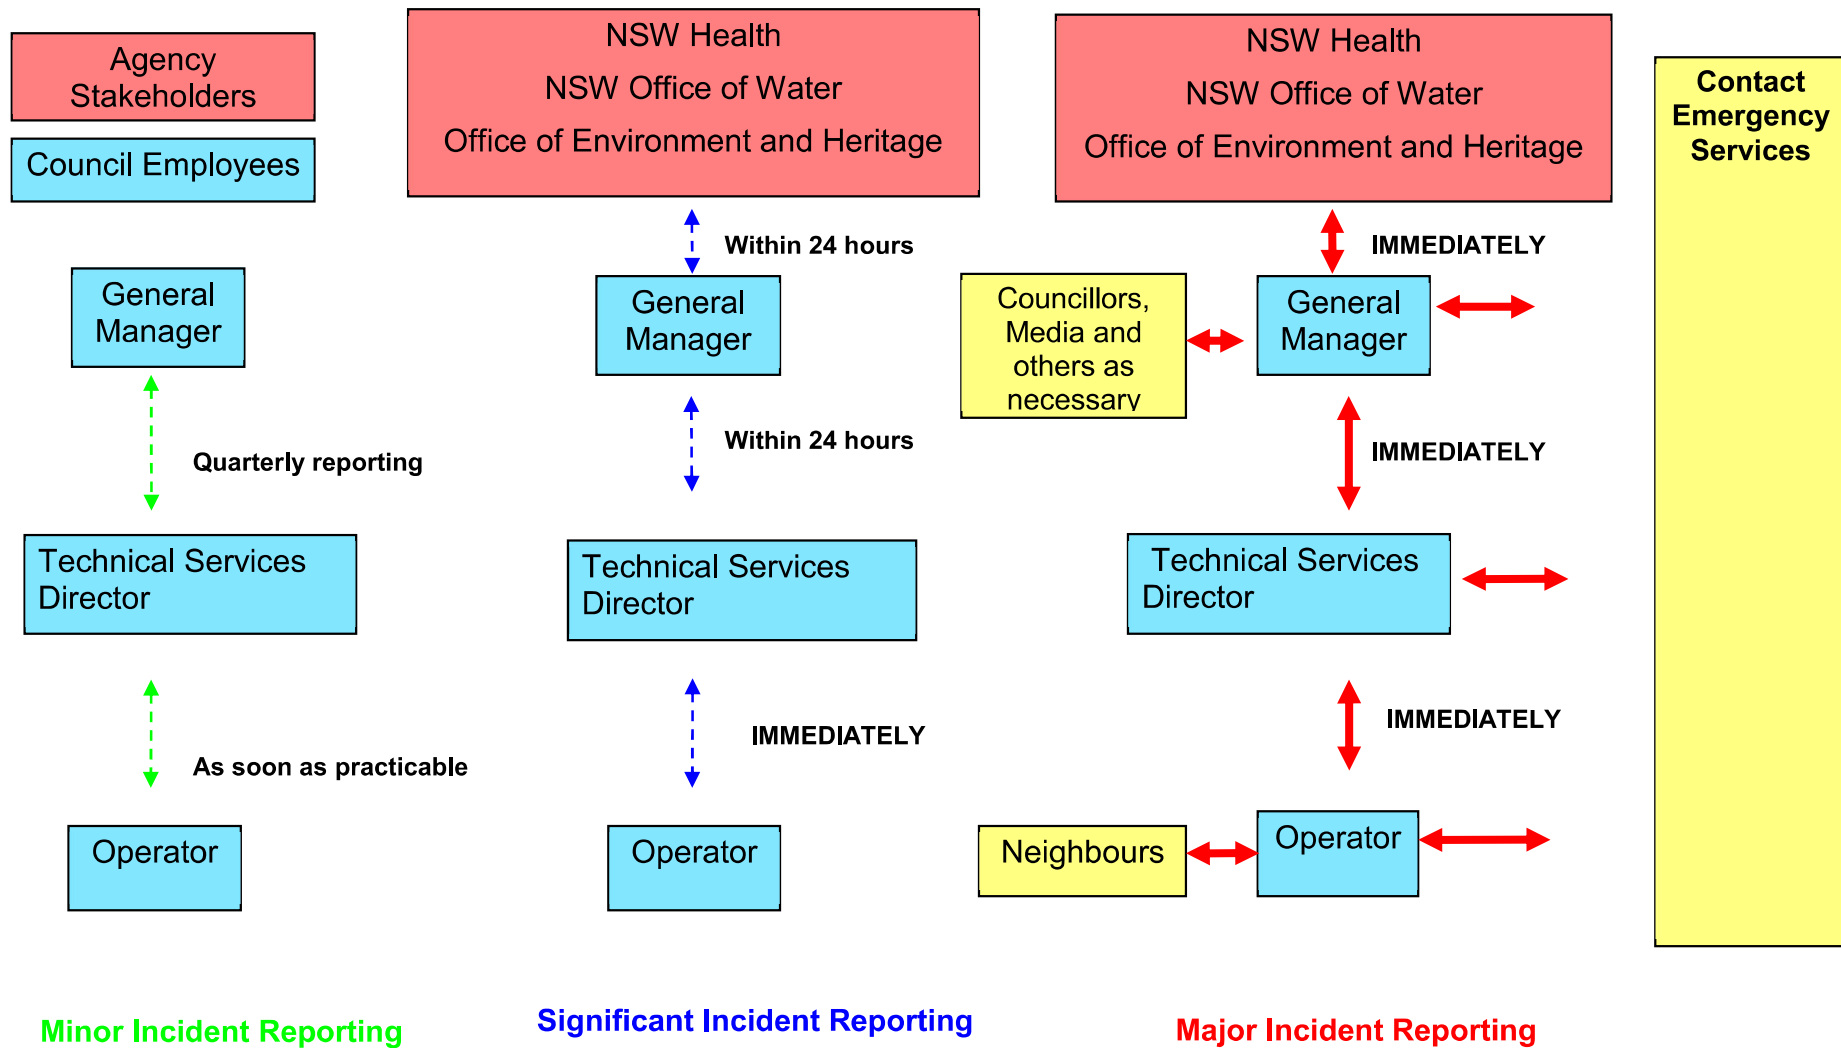 Agency
Stakeholders
Council Employees
General
Manager
Quarterly reporting
Technical Services
Director
As soon as practicable
Operator
Minor Incident Reporting
NSW Health
NSW Office of Water
Office of Environment and Heritage
Within 24 hours
General
Manager
Within 24 hours
Technical Services
Director
IMMEDIATELY
Operator
Significant Incident Reporting
NSW Health
NSW Office of Water
Office of Environment and Heritage
IMMEDIATELY
Councillors,
Media and
others as
necessary
General
Manager
IMMEDIATELY
Technical Services
Director
IMMEDIATELY
Neighbours
Operator
Major Incident Reporting
Contact
Emergency
Services